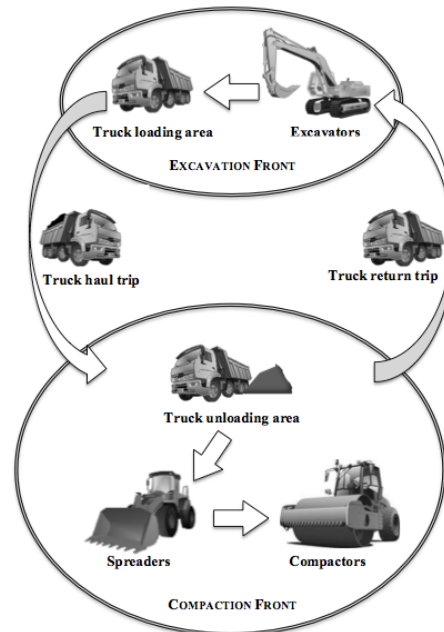 Truck loading area
Excavators
EXCAVATION FRONT
Truck haul trip
Truck return trip
Truck unloading area
Spreaders
Compactors
COMPACTION FRONT